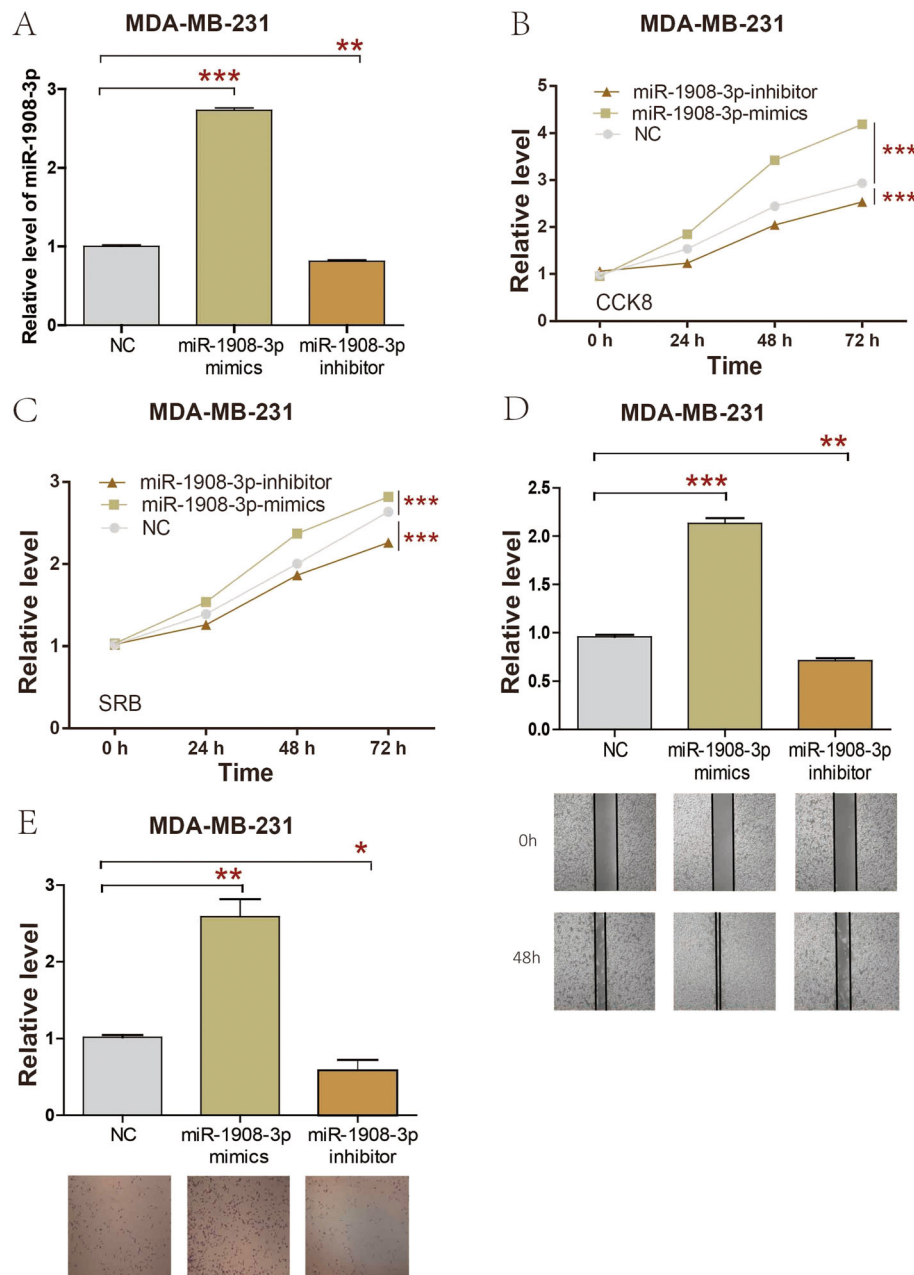 A
MDA-MB-231
**
***
Relative level of miR-1908-3p
3
2
1
0
NC
miR-1908-3p
mimics
miR-1908-3p
inhibitor
B
MDA-MB-231
miR-1908-3p-inhibitor
miR-1908-3p-mimics
NC
Relative level
5
4
3
2
1
0
***
***
CCK8
0 h
24 h
48 h
72 h
Time
C
MDA-MB-231
miR-1908-3p-inhibitor
miR-1908-3p-mimics
NC
Relative level
3
2
1
0
***
***
SRB
0 h
24 h
48 h
72 h
Time
D
MDA-MB-231
**
***
Relative level
2.5
2.0
1.5
1.0
0.5
0.0
NC
miR-1908-3p
mimics
miR-1908-3p
inhibitor
0h
48h
E
MDA-MB-231
*
**
Relative level
3
2
1
0
NC
miR-1908-3p
mimics
miR-1908-3p
inhibitor